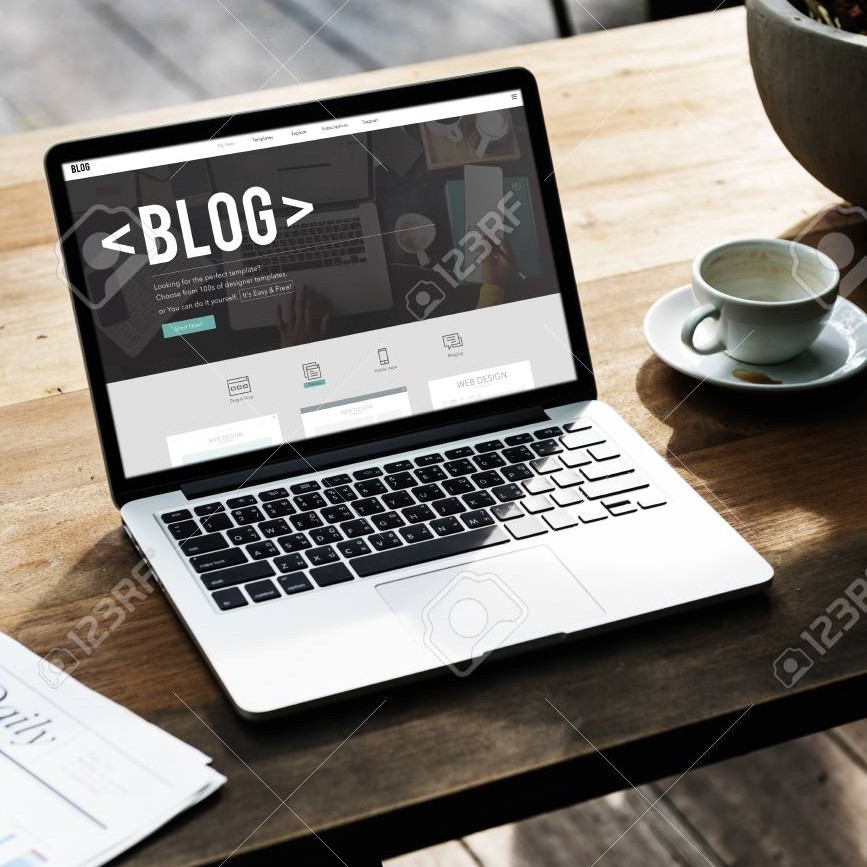 BLOG
My Sites Templates Explore Subscriptions Support
<BLOG>
Looking for the perfect template?
Choose from 100s of designer templates.
or You can do it yourself. It's Easy & Free!
Start Now
Drag & Drop
Mobile Apps
Blogging
WEB DESIGN
WEB DESIGN
WEB DESIGN
Daily
123RF
123RF
123RF
123RF